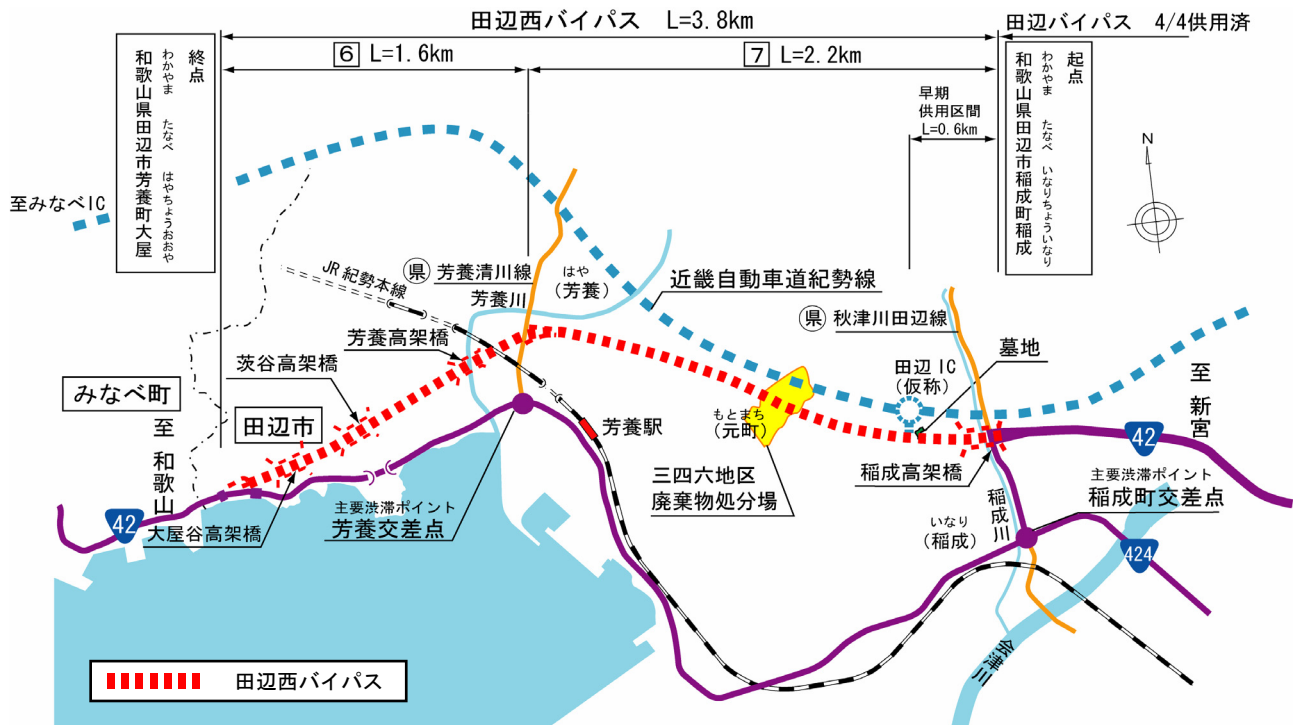 田辺西バイパス L=3.8km
田辺バイパス 4/4供用済
6 L=1.6km
7 L=2.2km
早期
供用区間
L=0.6km
終点
和歌山県田辺市芳養町大屋
わかやま たなべ はやちょうおおや
起点
和歌山県田辺市稲成町稲成
わかやま たなべ いなりちょういなり
N
至みなべIC
JR紀勢本線
県 芳養清川線
芳養川
はや
(芳養)
近畿自動車道紀勢線
県 秋津川田辺線
芳養高架橋
茨谷高架橋
墓地
田辺IC
(仮称)
みなべ町
田辺市
至 和歌山
至 新宮
もとまち
(元町)
芳養駅
42
稲成高架橋
三四六地区
廃棄物処分場
主要渋滞ポイント
稲成町交差点
稲成川
主要渋滞ポイント
芳養交差点
42
大屋谷高架橋
いなり
(稲成)
424
会津川
田辺西バイパス